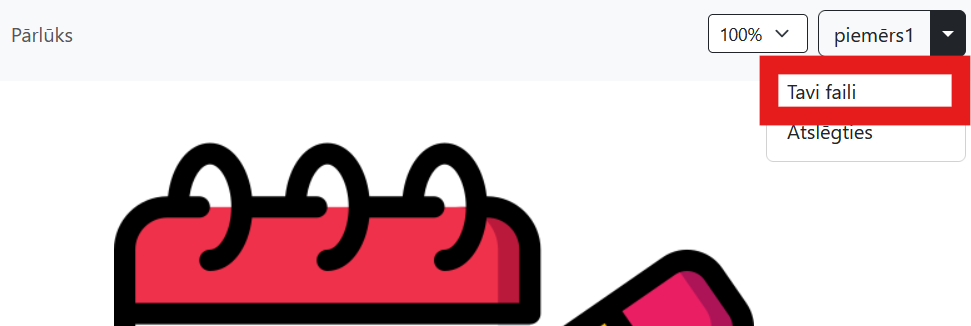 Pārlūks
100%
piemērs1
Tavi faili
Atslēgties